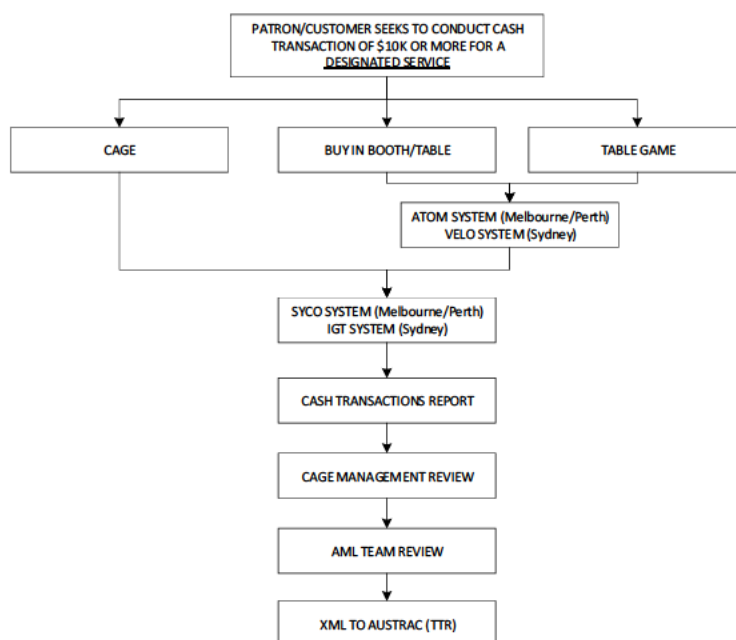 PATRON/CUSTOMER SEEKS TO CONDUCT CASH
TRANSACTION OF $10K OR MORE FOR A
DESIGNATED SERVICE
CAGE
BUY IN BOOTH/TABLE
TABLE GAME
ATOM SYSTEM (Melbourne/Perth)
VELO SYSTEM (Sydney)
SYCO SYSTEM (Melbourne/Perth)
IGT SYSTEM (Sydney)
CASH TRANSACTIONS REPORT
CAGE MANAGEMENT REVIEW
AML TEAM REVIEW
XML TO AUSTRAC (TTR)